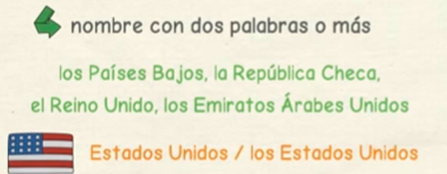 nombre con dos palabras o más
los Países Bajos, la República Checa,
el Reino Unido, los Emiratos Árabes Unidos
Estados Unidos / los Estados Unidos